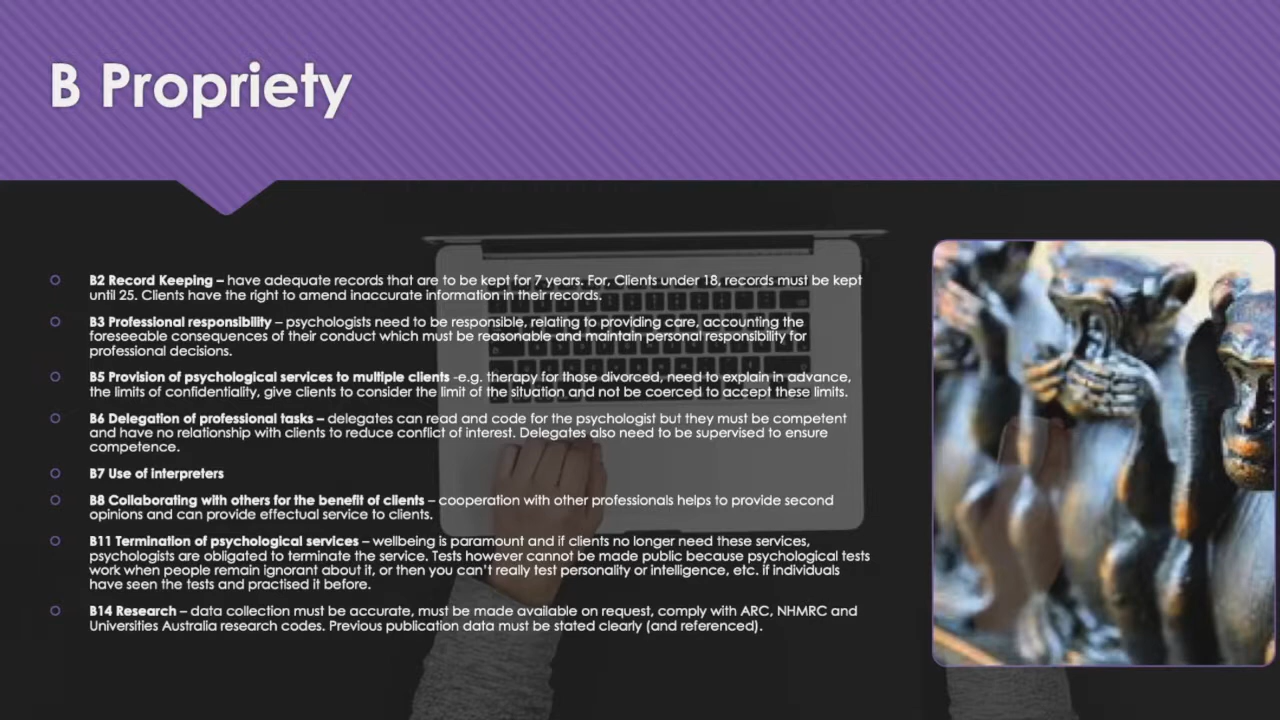 B Propriety
B2 Record Keeping – have adequate records that are to be kept for 7 years. For, Clients under 18, records must be kept
until 25. Clients have the right to amend inaccurate information in their records.
B3 Professional responsibility – psychologists need to be responsible, relating to providing care, accounting the
foreseeable consequences of their conduct which must be reasonable and maintain personal responsibility for
professional decisions.
B5 Provision of psychological services to multiple clients -e.g. therapy for those divorced, need to explain in advance,
the limits of confidentiality, give clients to consider the limit of the situation and not be coerced to accept these limits.
B6 Delegation of professional tasks – delegates can read and code for the psychologist but they must be competent
and have no relationship with clients to reduce conflict of interest. Delegates also need to be supervised to ensure
competence.
B7 Use of interpreters
B8 Collaborating with others for the benefit of clients – cooperation with other professionals helps to provide second
opinions and can provide effectual service to clients.
B11 Termination of psychological services – wellbeing is paramount and if clients no longer need these services,
psychologists are obligated to terminate the service. Tests however cannot be made public because psychological tests
work when people remain ignorant about it, or then you can't really test personality or intelligence, etc. if individuals
have seen the tests and practised it before.
B14 Research – data collection must be accurate, must be made available on request, comply with ARC, NHMRC and
Universities Australia research codes. Previous publication data must be stated clearly (and referenced).